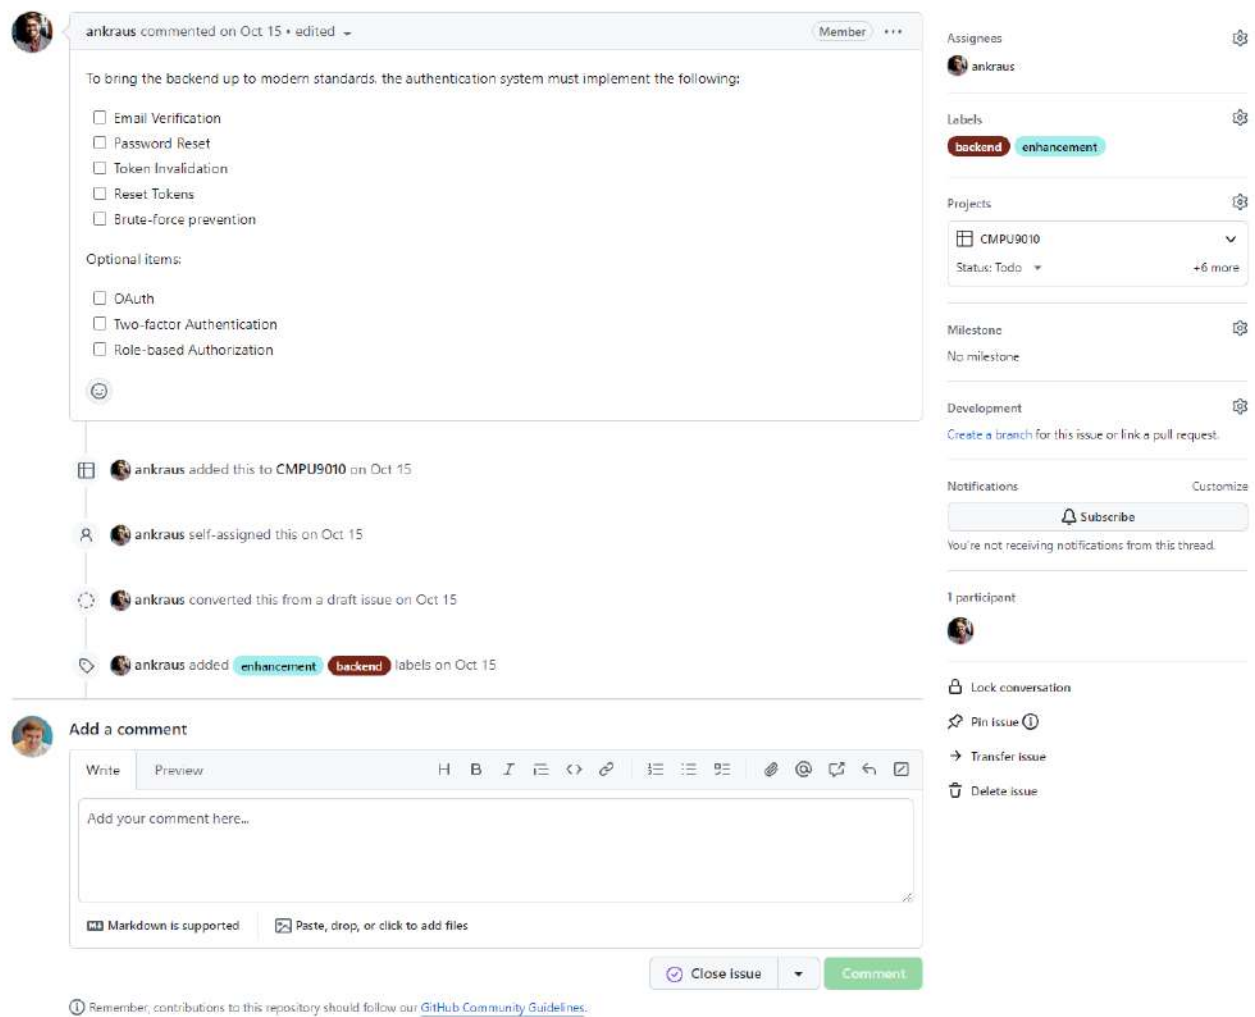 ankraus commented on Oct 15 • edited
Member
To bring the backend up to modern standards, the authentication system must implement the following:
Email Verification
Password Reset
Token Invalidation
Reset Tokens
Brute-force prevention
Optional items:
OAuth
Two-factor Authentication
Role-based Authorization
ankraus added this to CMPU9010 on Oct 15
ankraus self-assigned this on Oct 15
ankraus converted this from a draft issue on Oct 15
ankraus added enhancement backend labels on Oct 15
Add a comment
Write Preview
Add your comment here...
Markdown is supported
Paste, drop, or click to add files
Close issue
Comment
Remember, contributions to this repository should follow our GitHub Community Guidelines.
Assignees
ankraus
Labels
backend enhancement
Projects
CMPU9010
Status: Todo +6 more
Milestone
No milestone
Development
Create a branch for this issue or link a pull request.
Notifications Customize
Subscribe
You're not receiving notifications from this thread.
1 participant
Lock conversation
Pin issue
Transfer issue
Delete issue